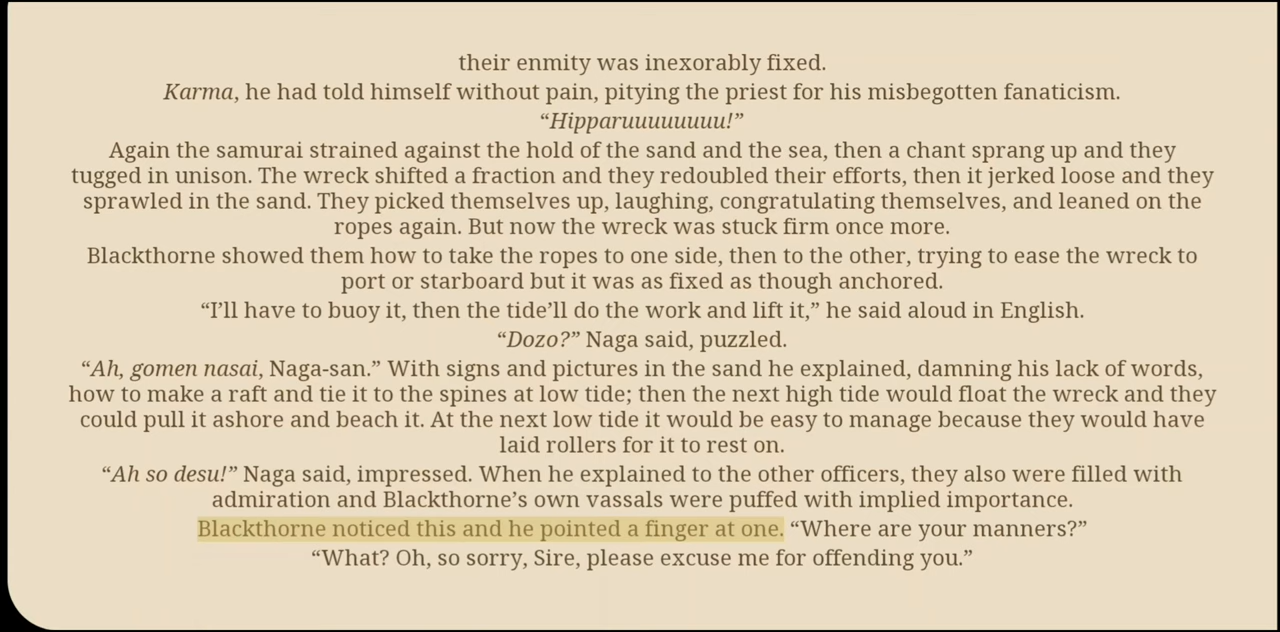 their enmity was inexorably fixed.
Karma, he had told himself without pain, pitying the priest for his misbegotten fanaticism.
“Hipparuuuuuuuu!”
Again the samurai strained against the hold of the sand and the sea, then a chant sprang up and they
tugged in unison. The wreck shifted a fraction and they redoubled their efforts, then it jerked loose and they
sprawled in the sand. They picked themselves up, laughing, congratulating themselves, and leaned on the
ropes again. But now the wreck was stuck firm once more.
Blackthorne showed them how to take the ropes to one side, then to the other, trying to ease the wreck to
port or starboard but it was as fixed as though anchored.
“I’ll have to buoy it, then the tide’ll do the work and lift it,” he said aloud in English.
“Dozo?” Naga said, puzzled.
“Ah, gomen nasai, Naga-san.” With signs and pictures in the sand he explained, damning his lack of words,
how to make a raft and tie it to the spines at low tide; then the next high tide would float the wreck and they
could pull it ashore and beach it. At the next low tide it would be easy to manage because they would have
laid rollers for it to rest on.
“Ah so desu!” Naga said, impressed. When he explained to the other officers, they also were filled with
admiration and Blackthorne’s own vassals were puffed with implied importance.
Blackthorne noticed this and he pointed a finger at one. “Where are your manners?”
“What? Oh, so sorry, Sire, please excuse me for offending you.”